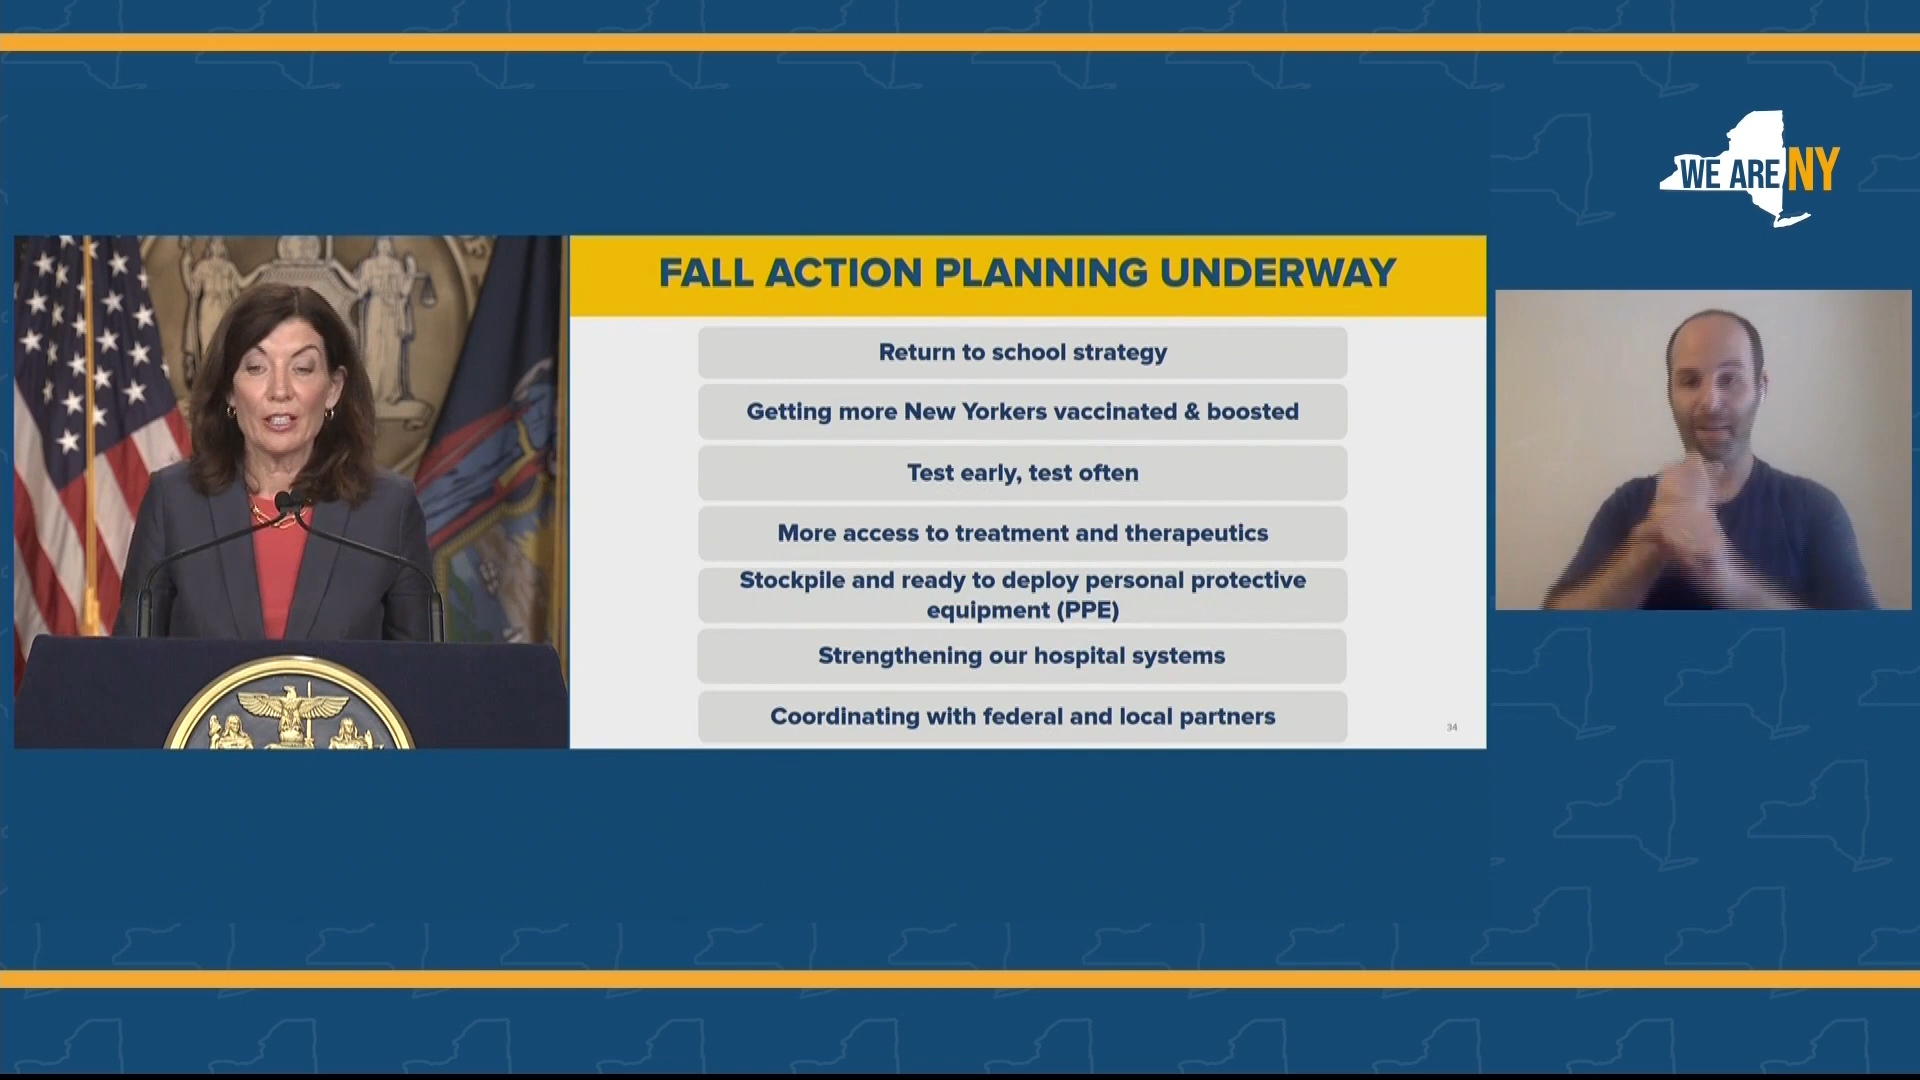 WE ARE NY
FALL ACTION PLANNING UNDERWAY
Return to school strategy
Getting more New Yorkers vaccinated & boosted
Test early, test often
More access to treatment and therapeutics
Stockpile and ready to deploy personal protective
equipment (PPE)
Strengthening our hospital systems
Coordinating with federal and local partners
34